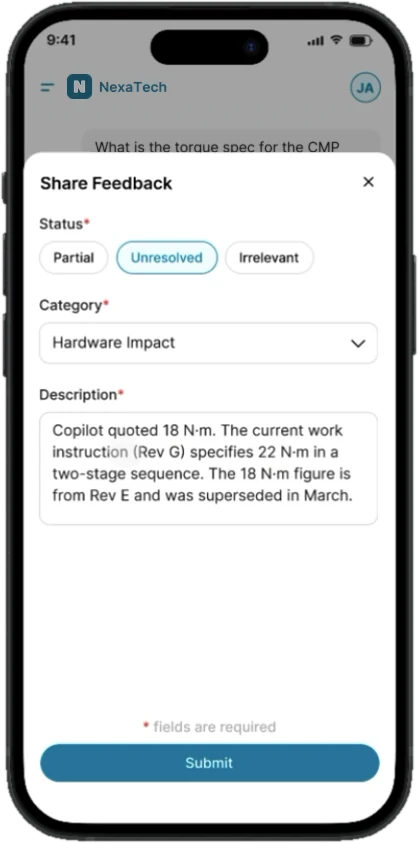 9:41
N NexaTech JA
What is the torque spec for the CMP
Share Feedback
Status*
Partial Unresolved Irrelevant
Category*
Hardware Impact
Description*
Copilot quoted 18 N·m. The current work
instruction (Rev G) specifies 22 N·m in a
two-stage sequence. The 18 N·m figure is
from Rev E and was superseded in March.
* fields are required
Submit